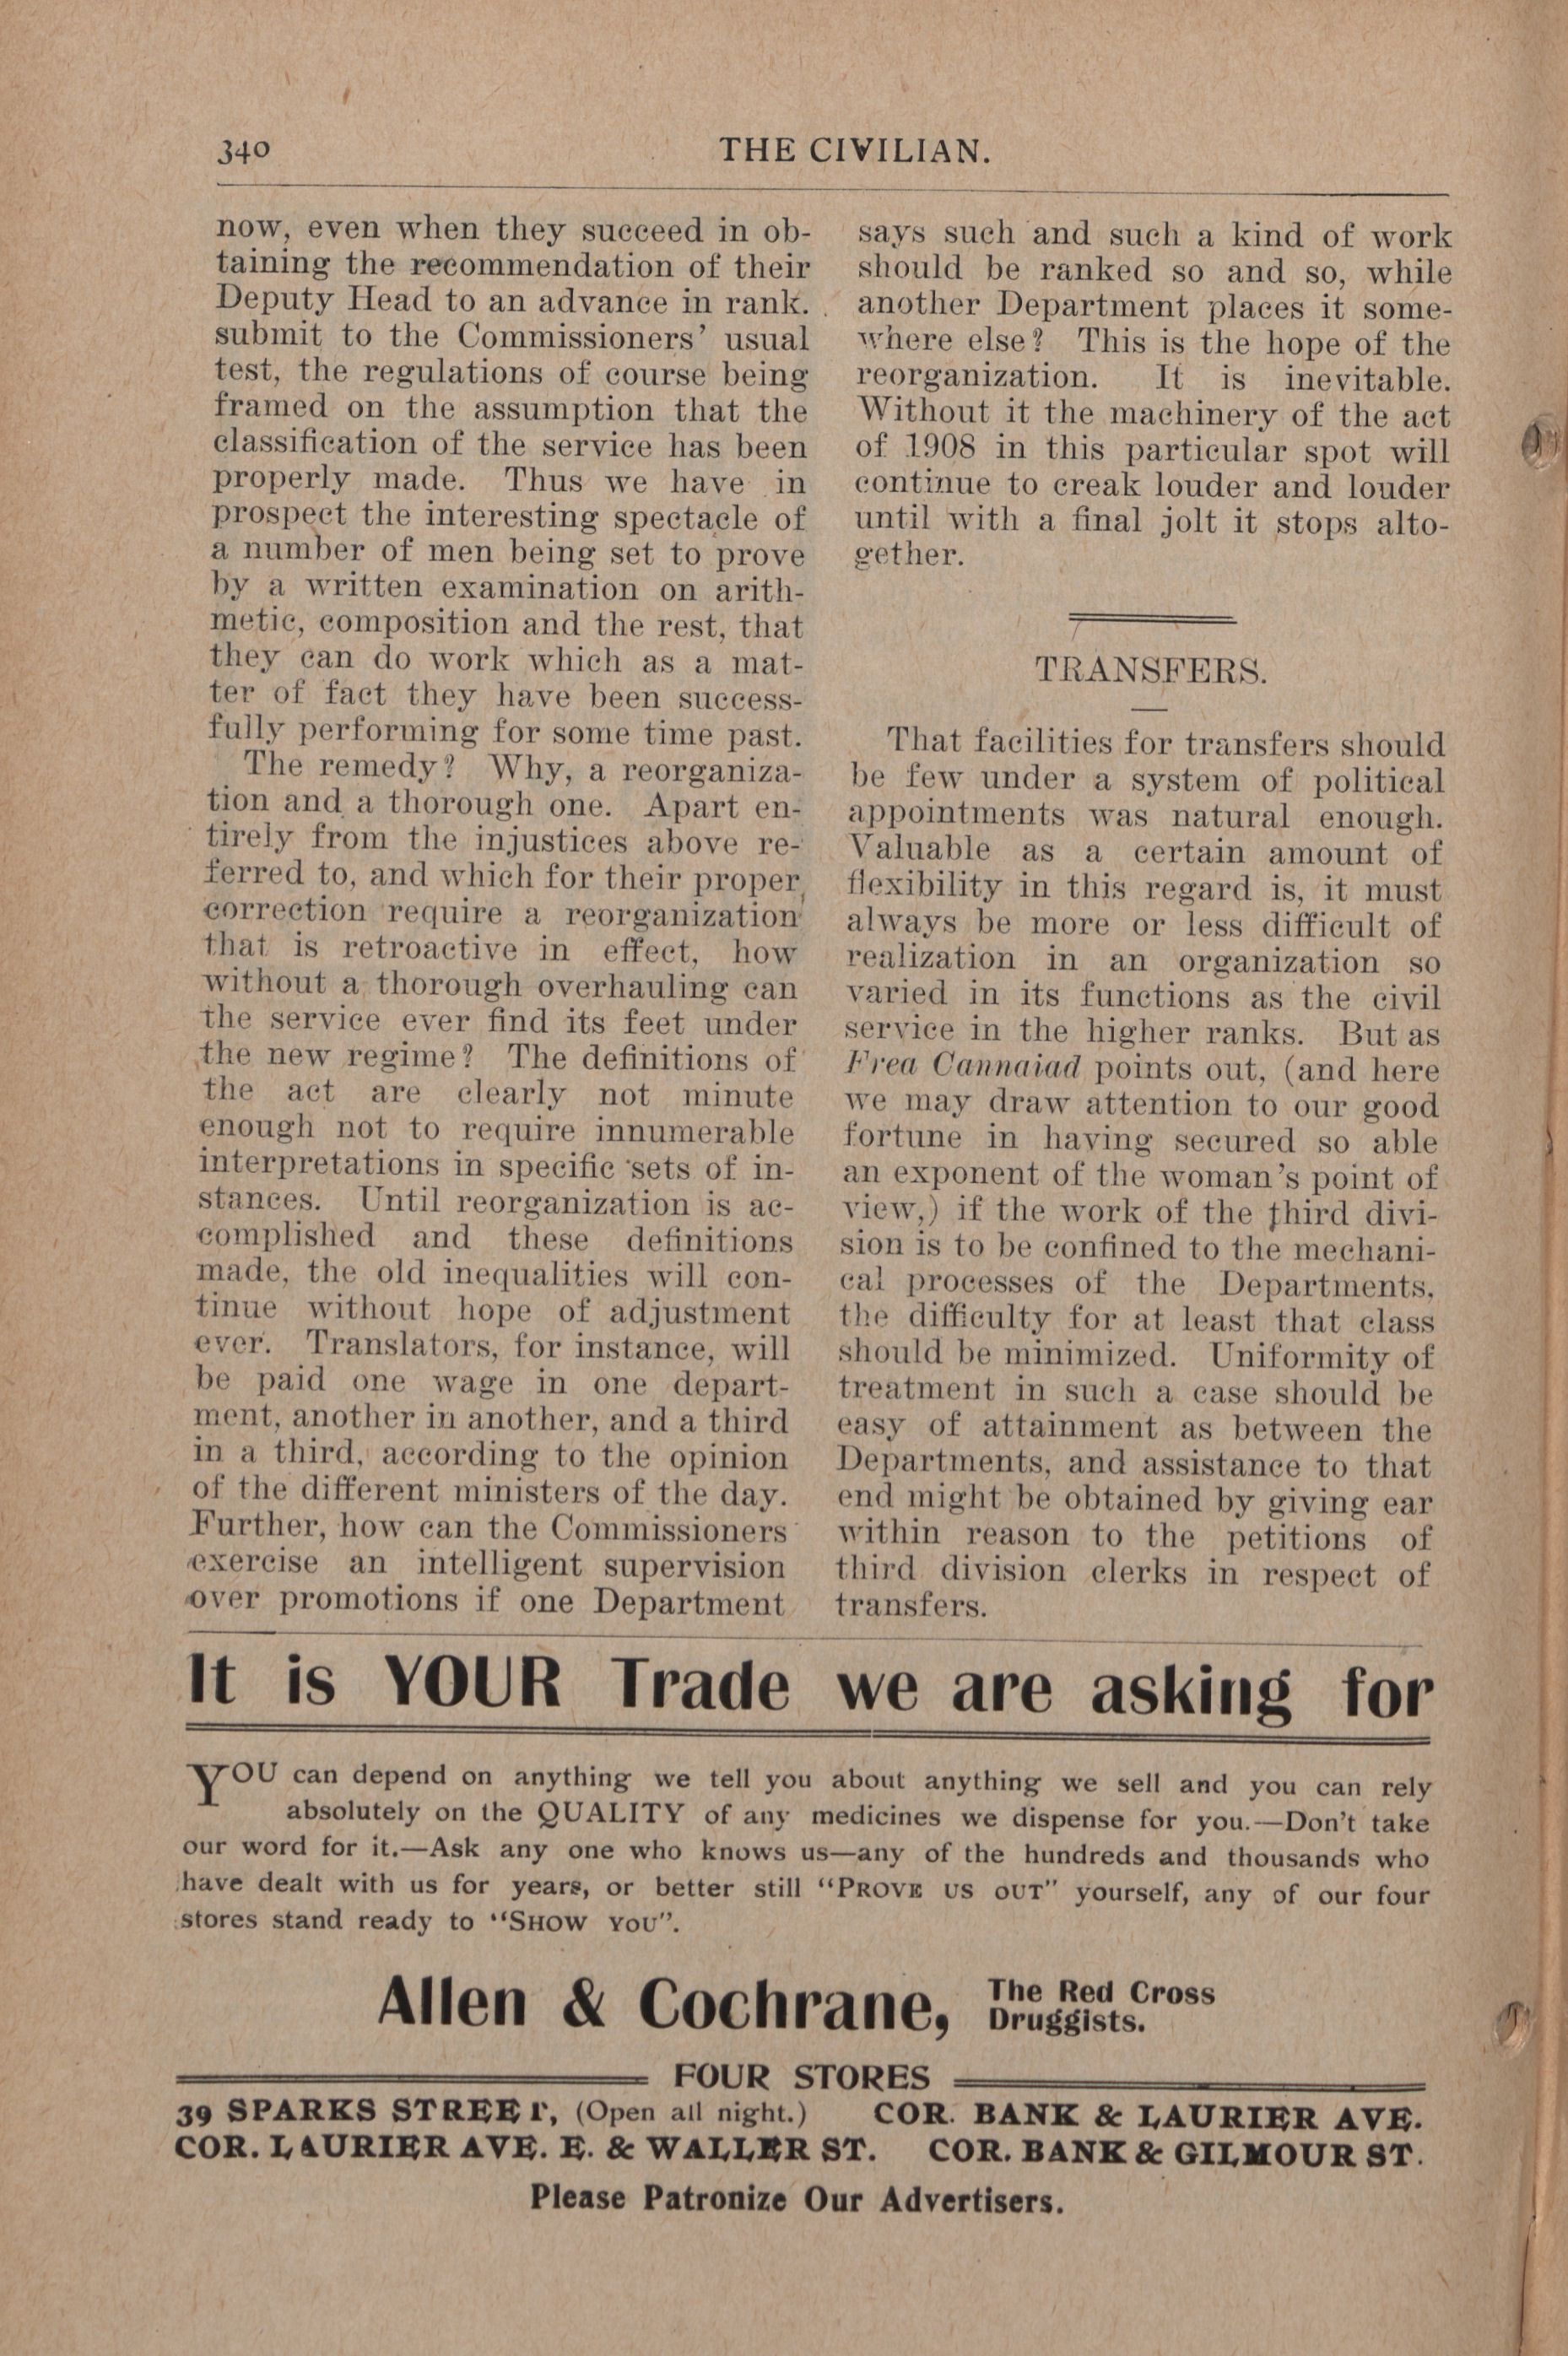 340
THE CIVILIAN.
now, even when they succeed in ob-
taining the recommendation of their
Deputy Head to an advance in rank.
submit to the Commissioners' usual
test, the regulations of course being
framed on the assumption that the
classification of the service has been
properly made. Thus we have in
prospect the interesting spectacle of
a number of men being set to prove
by a written examination on arith-
metic, composition and the rest, that
they can do work which as a mat-
ter of fact they have been success-
fully performing for some time past.
The remedy? Why, a reorganiza-
tion and a thorough one. Apart en-
tirely from the injustices above re-
ferred to, and which for their proper
correction require a reorganization
that is retroactive in effect, how
without a thorough overhauling can
the service ever find its feet under
the new regime? The definitions of
the act are clearly not minute
enough not to require innumerable
interpretations in specific sets of in-
stances. Until reorganization is ac-
complished and these definitions
made, the old inequalities will con-
tinue without hope of adjustment
ever. Translators, for instance, will
be paid one wage in one depart-
ment, another in another, and a third
in a third, according to the opinion
of the different ministers of the day.
Further, how can the Commissioners
exercise an intelligent supervision
over promotions if one Department
says such and such a kind of work
should be ranked so and so, while
another Department places it some-
where else? This is the hope of the
reorganization. It is inevitable.
Without it the machinery of the act
of 1908 in this particular spot will
continue to creak louder and louder
until with a final jolt it stops alto-
gether.
TRANSFERS.
That facilities for transfers should
be few under a system of political
appointments was natural enough.
Valuable as a certain amount of
flexibility in this regard is, it must
always be more or less difficult of
realization in an organization so
varied in its functions as the civil
service in the higher ranks. But as
Frea Cannaiad points out, (and here
we may draw attention to our good
fortune in having secured so able
an exponent of the woman's point of
view,) if the work of the third divi-
sion is to be confined to the mechani-
cal processes of the Departments,
the difficulty for at least that class
should be minimized. Uniformity of
treatment in such a case should be
easy of attainment as between the
Departments, and assistance to that
end might be obtained by giving ear
within reason to the petitions of
third division clerks in respect of
transfers.
It is YOUR Trade we are asking for
YOU can depend on anything we tell you about anything we sell and you can rely
absolutely on the QUALITY of any medicines we dispense for you.—Don't take
our word for it.—Ask any one who knows us—any of the hundreds and thousands who
have dealt with us for years, or better still "PROVE US OUT" yourself, any of our four
stores stand ready to "SHOW YOU".
Allen & Cochrane, The Red Cross
Druggists.
FOUR STORES
39 SPARKS STREET, (Open all night.) COR. BANK & LAURIER AVE.
COR. LAURIER AVE. E. & WALLER ST. COR. BANK & GILMOUR ST.
Please Patronize Our Advertisers.